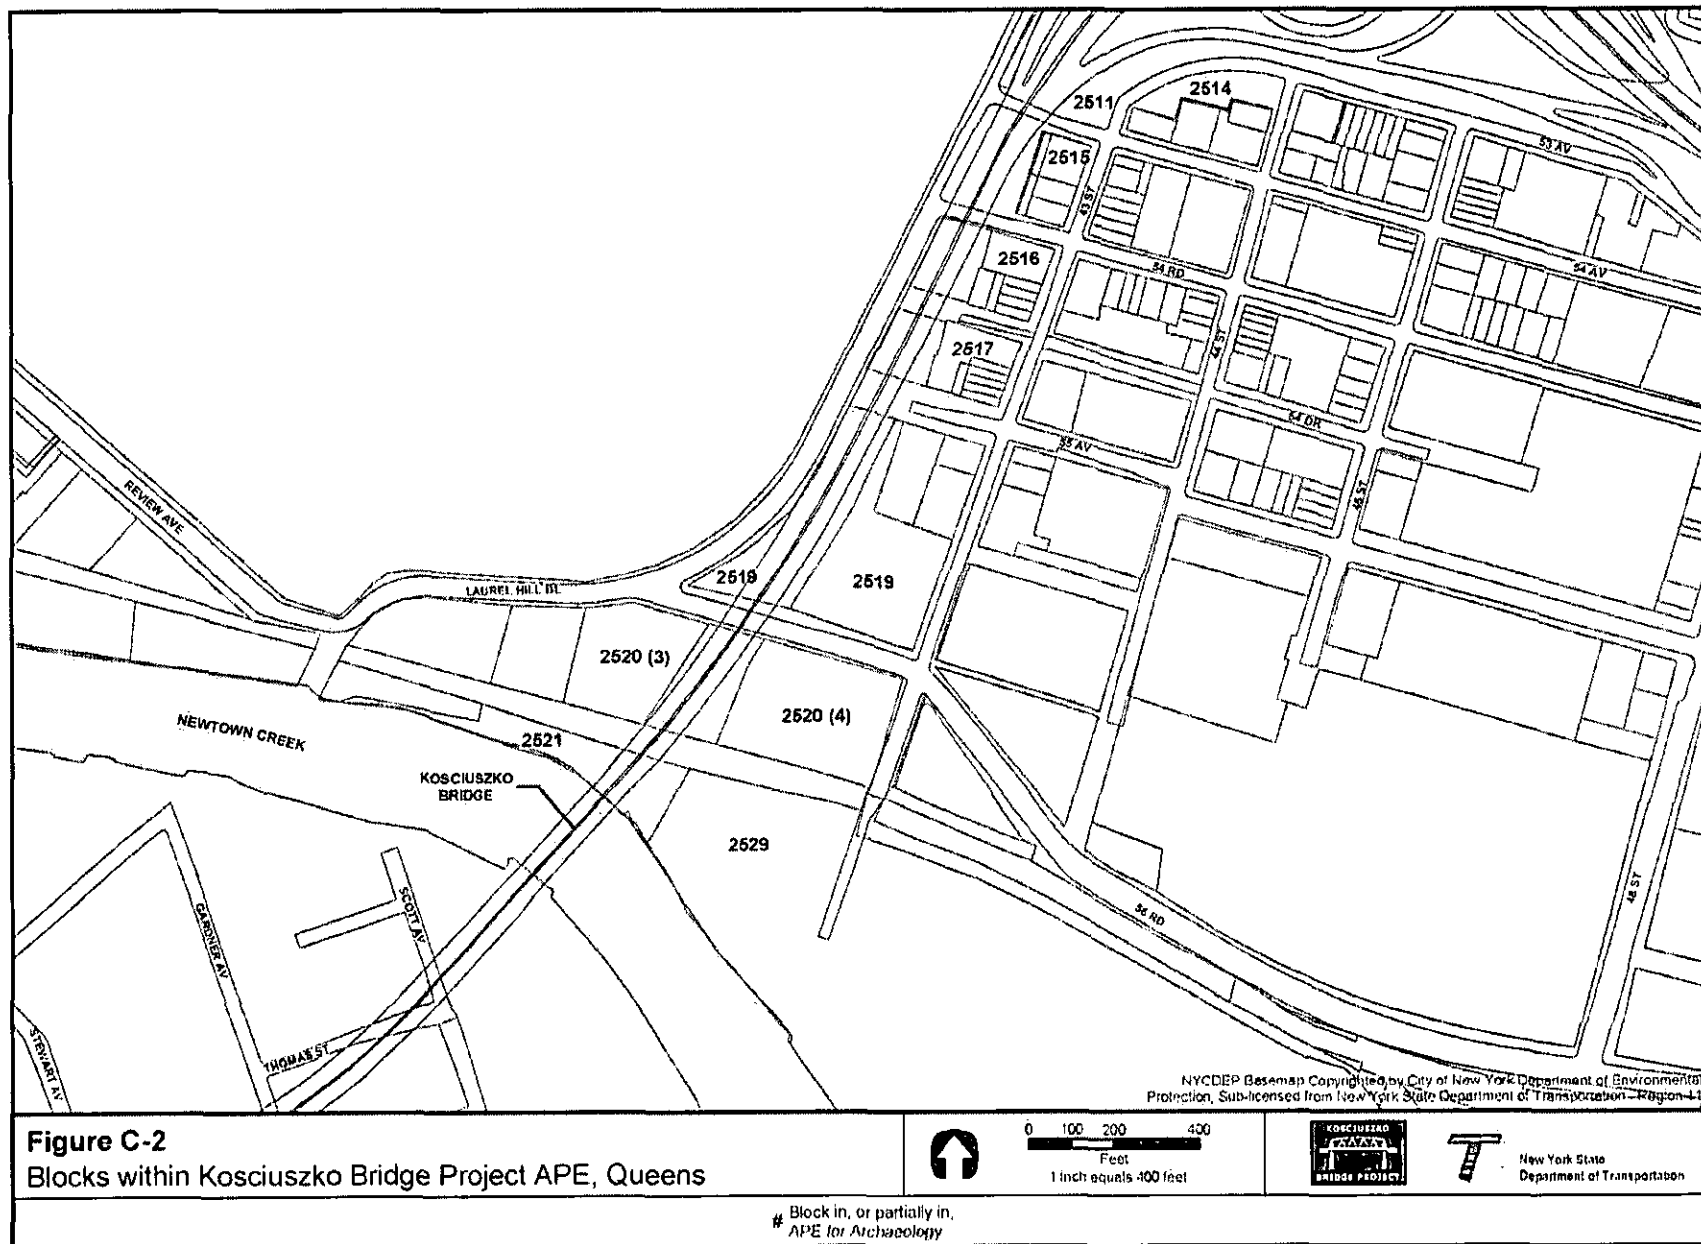 2511
2514
53 AV
2515
43 ST
2516
54 RD
54 AV
2517
44 ST
54 DR
55 AV
45 ST
REVIEW AVE
2519
2519
LAUREL HILL BL
2520 (3)
2520 (4)
NEWTOWN CREEK
2521
KOSCIUSZKO
BRIDGE
2529
48 ST
SCOTT AV
GARDNER AV
56 RD
STEWART AV
THOMAS ST
NYCDEP Basemap Copyrighted by City of New York Department of Environmental
Protection, Sub-licensed from New York State Department of Transportation - Region 11
Figure C-2
Blocks within Kosciuszko Bridge Project APE, Queens
0 100 200 400
Feet
1 inch equals 400 feet
KOSCIUSZKO
BRIDGE PROJECT
New York State
Department of Transportation
# Block in, or partially in,
APE for Archaeology